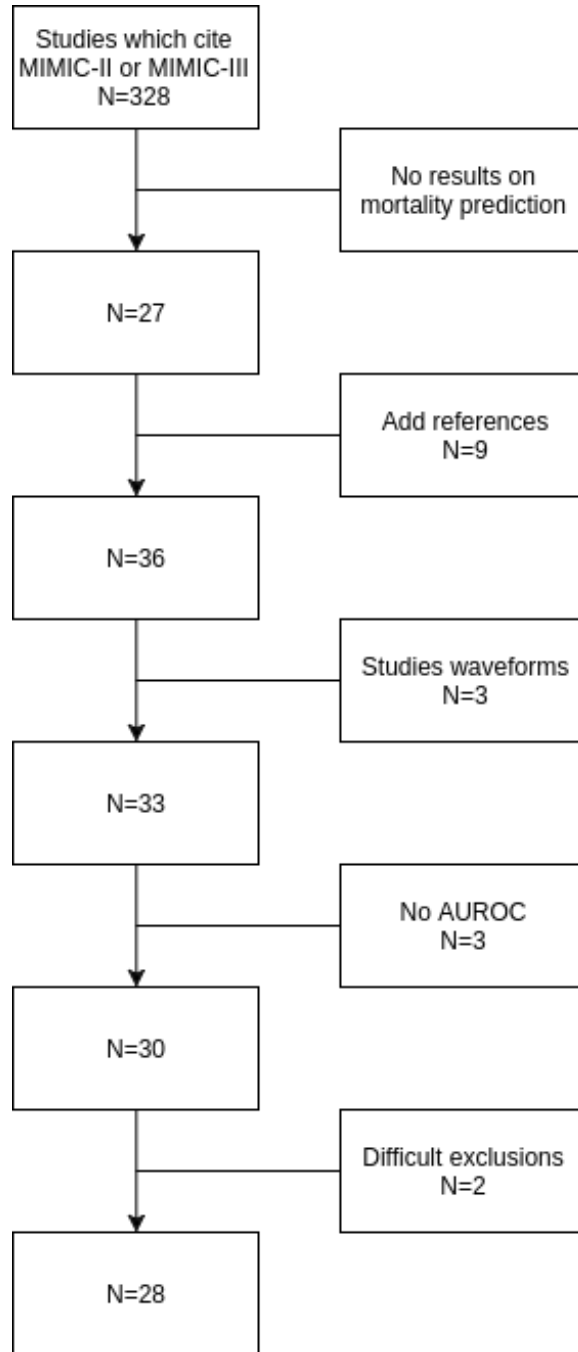 Studies which cite
MIMIC-II or MIMIC-III
N=328
No results on
mortality prediction
N=27
Add references
N=9
N=36
Studies waveforms
N=3
N=33
No AUROC
N=3
N=30
Difficult exclusions
N=2
N=28